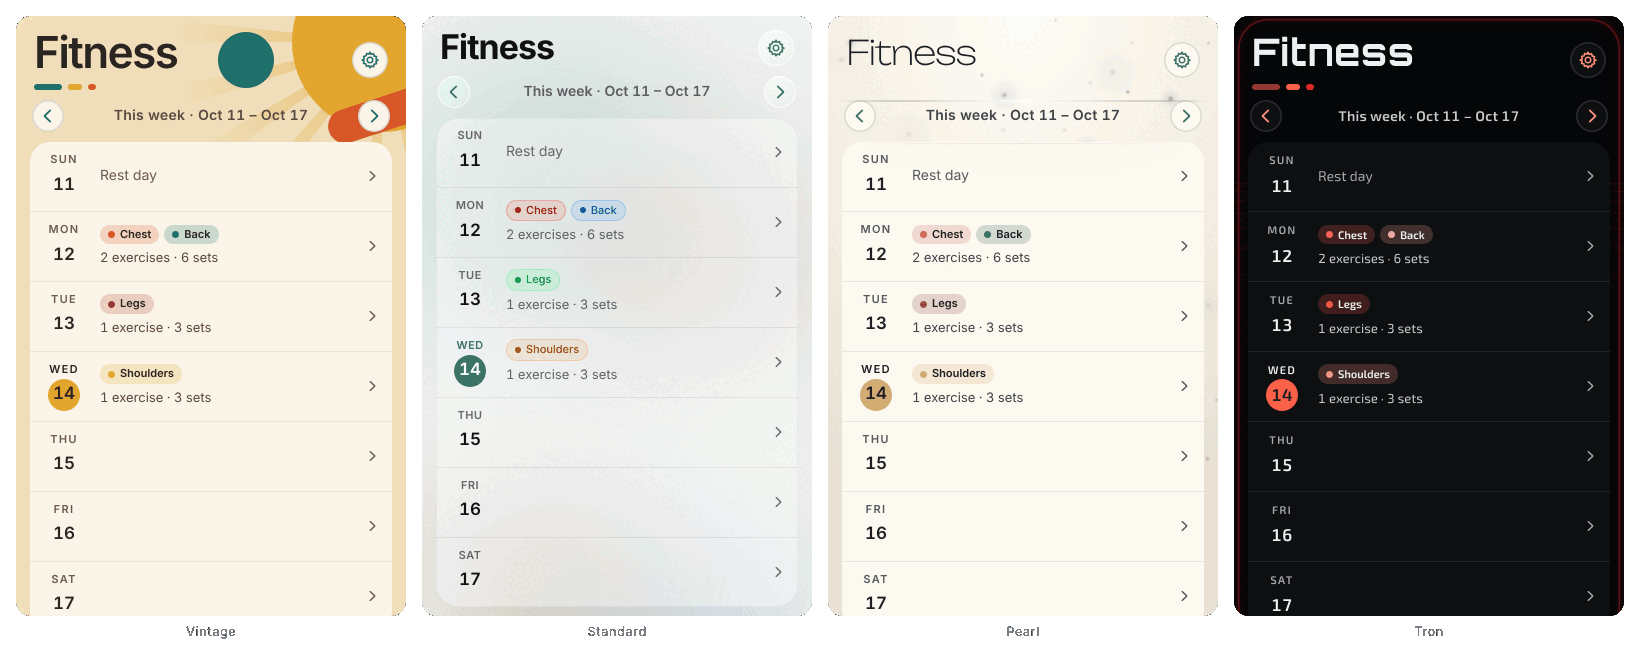 Fitness
This week · Oct 11 – Oct 17
SUN
11
Rest day
MON
12
Chest Back
2 exercises · 6 sets
TUE
13
Legs
1 exercise · 3 sets
WED
14
Shoulders
1 exercise · 3 sets
THU
15
FRI
16
SAT
17
Vintage
Fitness
This week · Oct 11 – Oct 17
SUN
11
Rest day
MON
12
Chest Back
2 exercises · 6 sets
TUE
13
Legs
1 exercise · 3 sets
WED
14
Shoulders
1 exercise · 3 sets
THU
15
FRI
16
SAT
17
Standard
Fitness
This week · Oct 11 – Oct 17
SUN
11
Rest day
MON
12
Chest Back
2 exercises · 6 sets
TUE
13
Legs
1 exercise · 3 sets
WED
14
Shoulders
1 exercise · 3 sets
THU
15
FRI
16
SAT
17
Pearl
Fitness
This week · Oct 11 – Oct 17
SUN
11
Rest day
MON
12
Chest Back
2 exercises · 6 sets
TUE
13
Legs
1 exercise · 3 sets
WED
14
Shoulders
1 exercise · 3 sets
THU
15
FRI
16
SAT
17
Tron